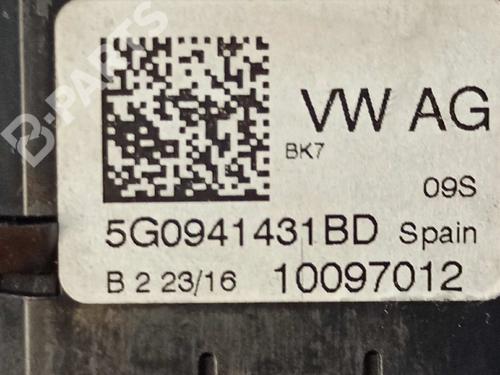 B-PARTS
VW AG
BK7
09S
5G0941431BD Spain
B 2 23/16 10097012